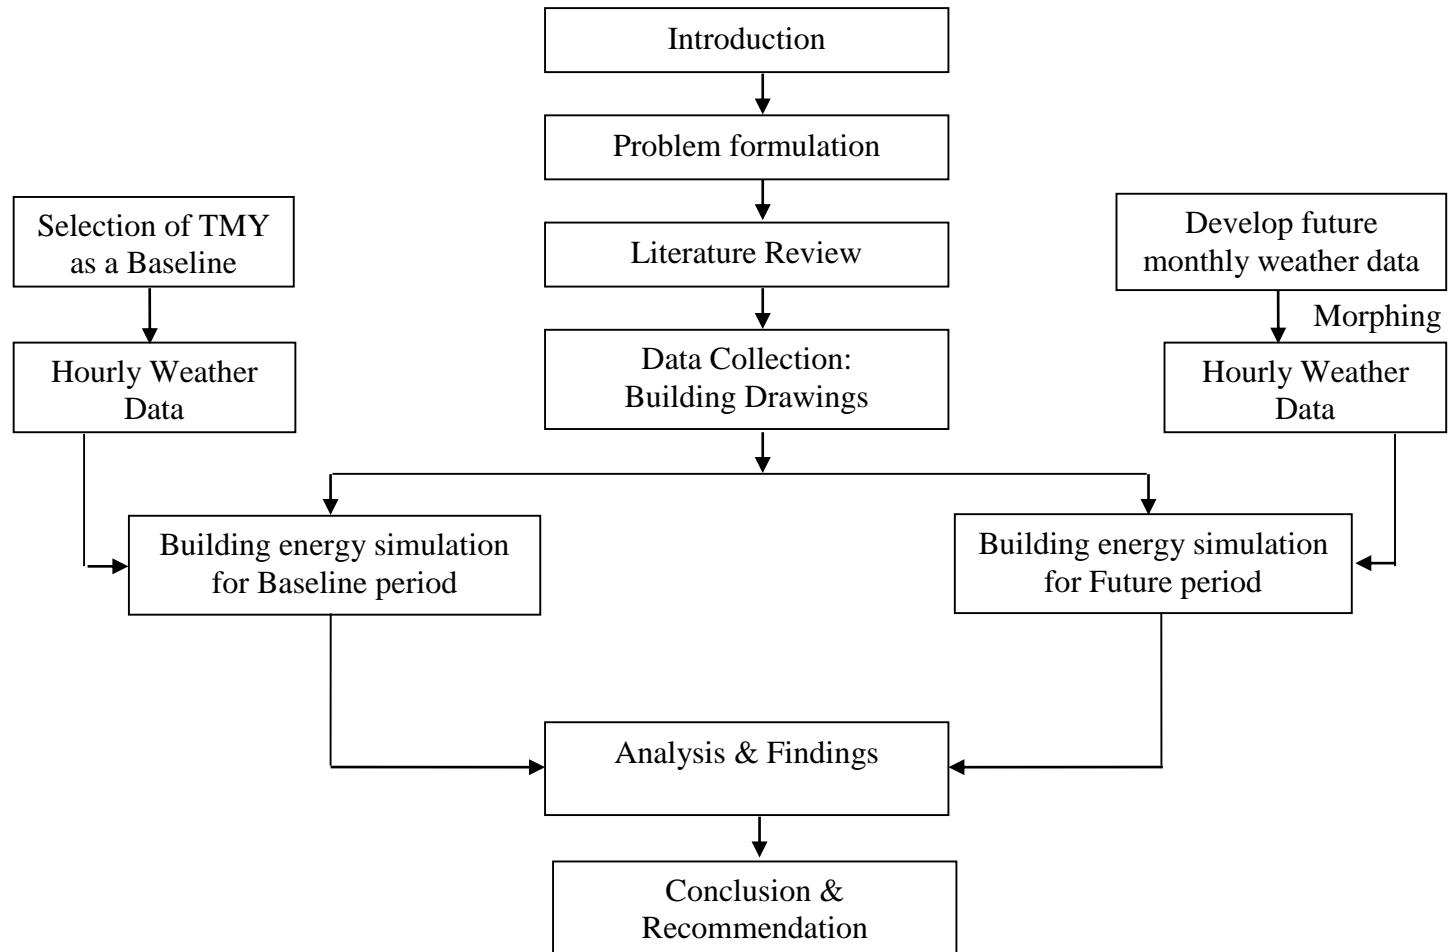 Introduction
Problem formulation
Selection of TMY
as a Baseline
Literature Review
Develop future
monthly weather data
Morphing
Hourly Weather
Data
Data Collection:
Building Drawings
Hourly Weather
Data
Building energy simulation
for Baseline period
Building energy simulation
for Future period
Analysis & Findings
Conclusion &
Recommendation